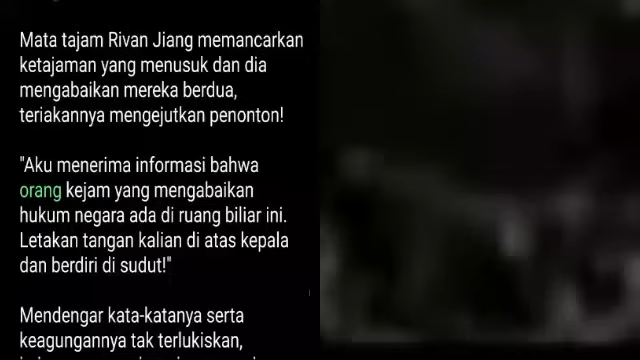 Mata tajam Rivan Jiang memancarkan
ketajaman yang menusuk dan dia
mengabaikan mereka berdua,
teriakannya mengejutkan penonton!
"Aku menerima informasi bahwa
orang kejam yang mengabaikan
hukum negara ada di ruang biliar ini.
Letakan tangan kalian di atas kepala
dan berdiri di sudut!"
Mendengar kata-katanya serta
keagungannya tak terlukiskan,